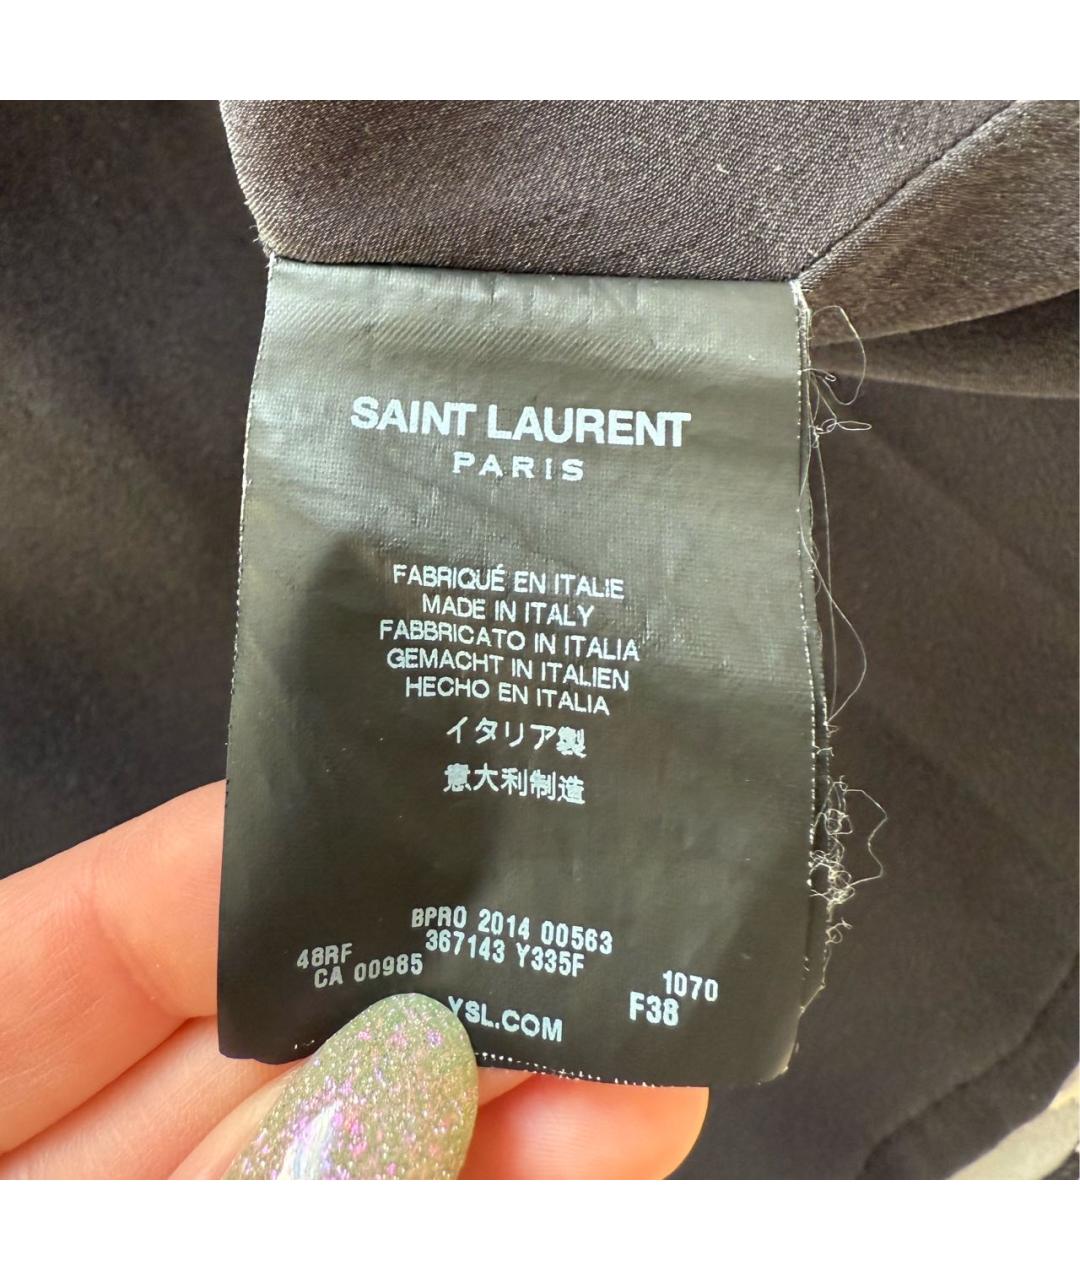 SAINT LAURENT
PARIS
FABRIQUÉ EN ITALIE
MADE IN ITALY
FABBRICATO IN ITALIA
GEMACHT IN ITALIEN
HECHO EN ITALIA
イタリア製
意大利制造
BPRO 2014 00563
48RF 367143 Y335F 1070
CA 00985 F38
YSL.COM